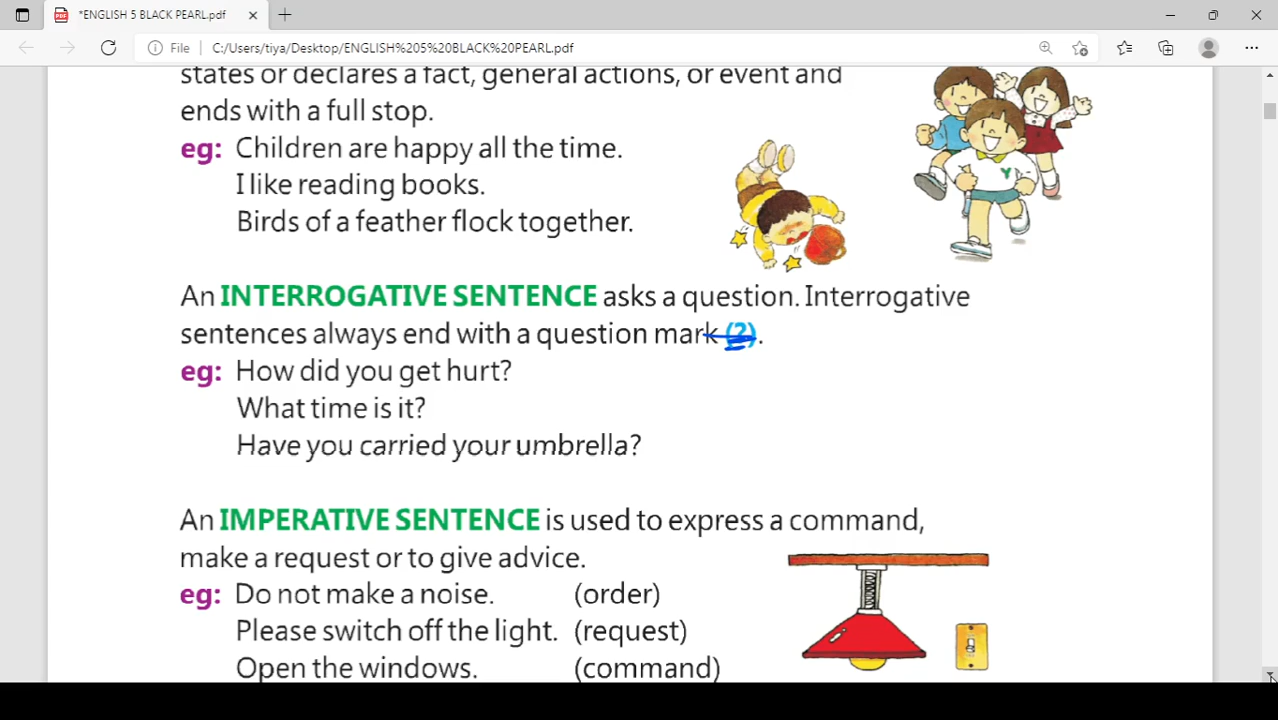 *ENGLISH 5 BLACK PEARL.pdf
File C:/Users/tiya/Desktop/ENGLISH%205%20BLACK%20PEARL.pdf
states or declares a fact, general actions, or event and
ends with a full stop.
eg: Children are happy all the time.
I like reading books.
Birds of a feather flock together.
An INTERROGATIVE SENTENCE asks a question. Interrogative
sentences always end with a question mark (?).
eg: How did you get hurt?
What time is it?
Have you carried your umbrella?
An IMPERATIVE SENTENCE is used to express a command,
make a request or to give advice.
eg: Do not make a noise. (order)
Please switch off the light. (request)
Open the windows. (command)